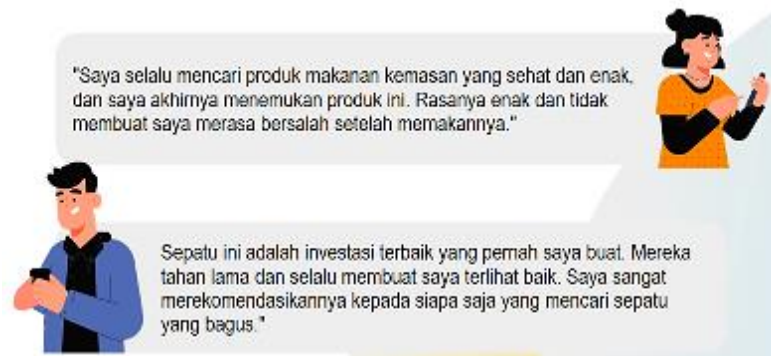 "Saya selalu mencari produk makanan kemasan yang sehat dan enak,
dan saya akhirnya menemukan produk ini. Rasanya enak dan tidak
membuat saya merasa bersalah setelah memakannya."
Sepatu ini adalah investasi terbaik yang pernah saya buat. Mereka
tahan lama dan selalu membuat saya terlihat baik. Saya sangat
merekomendasikannya kepada siapa saja yang mencari sepatu
yang bagus."